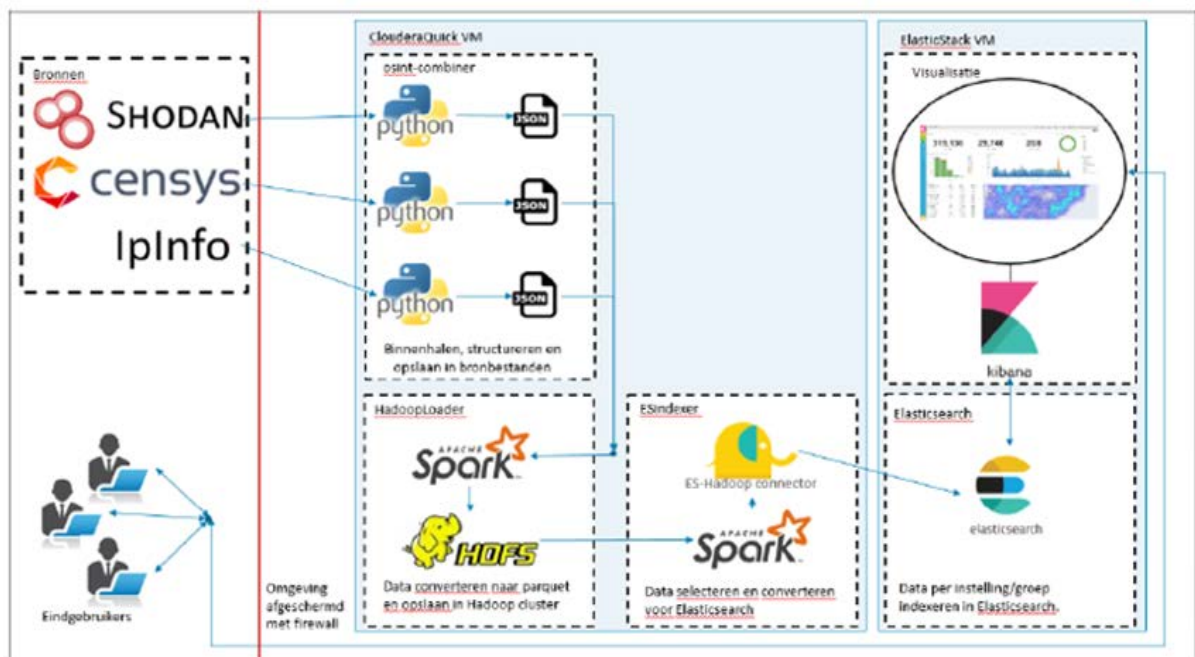 Bronnen
SHODAN
censys
IpInfo
Eindgebruikers
Omgeving
afgeschermd
met firewall
ClouderaQuick VM
osint-combiner
python
JSON
python
JSON
python
JSON
Binnenhalen, structureren en
opslaan in bronbestanden
HadoopLoader
APACHE
Spark
HDFS
Data converteren naar parquet
en opslaan in Hadoop cluster
ESIndexer
ES-Hadoop connector
APACHE
Spark
Data selecteren en converteren
voor Elasticsearch
ElasticStack VM
Visualisatie
kibana
Elasticsearch
elasticsearch
Data per instelling/groep
indexeren in Elasticsearch.